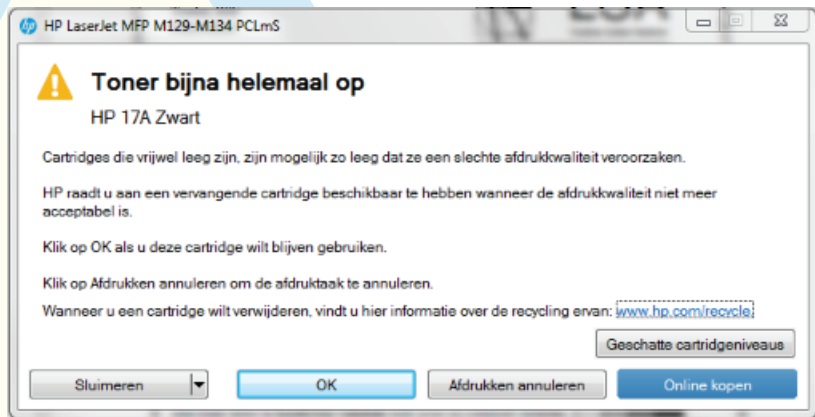 HP LaserJet MFP M129-M134 PCLmS
Toner bijna helemaal op
HP 17A Zwart
Cartridges die vrijwel leeg zijn, zijn mogelijk zo leeg dat ze een slechte afdrukkwaliteit veroorzaken.
HP raadt u aan een vervangende cartridge beschikbaar te hebben wanneer de afdrukkwaliteit niet meer
acceptabel is.
Klik op OK als u deze cartridge wilt blijven gebruiken.
Klik op Afdrukken annuleren om de afdruktaak te annuleren.
Wanneer u een cartridge wilt verwijderen, vindt u hier informatie over de recycling ervan: www.hp.com/recycle.
Geschatte cartridgeniveaus
Sluimeren OK Afdrukken annuleren Online kopen